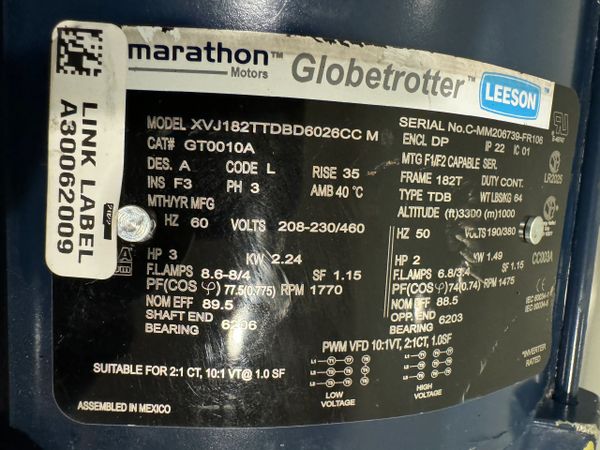 marathon™
Motors
Globetrotter™
LEESON™
LINK LABEL
A30062009
MODEL XVJ182TTDBD6026CC M
CAT# GT0010A
DES. A CODE L RISE 35
INS F3 PH 3 AMB 40 °C
MTH/YR MFG
HZ 60 VOLTS 208-230/460
HP 3 KW 2.24
F.L AMPS 8.6-8/4 SF 1.15
PF(COS φ) 77.5(0.775) RPM 1770
NOM EFF 89.5
SHAFT END
BEARING 6206
SUITABLE FOR 2:1 CT, 10:1 VT @ 1.0 SF
ASSEMBLED IN MEXICO
SERIAL No. C-MM206739-FR106
ENCL DP IP 22 IC 01
MTG F1/F2 CAPABLE SER.
FRAME 182T DUTY CONT.
TYPE TDB WT LBS/KG 64
ALTITUDE (ft)3300 (m)1000
HZ 50 VOLTS 190/380
HP 2 KW 1.49
F.L AMPS 6.8/3.4 SF 1.15
PF(COS φ) 74(0.74) RPM 1475
NOM EFF 88.5
OPP. END 6203
BEARING
PWM VFD 10:1VT, 2:1CT, 1.0SF
LOW
VOLTAGE
HIGH
VOLTAGE
LR2025
CC003A
CE
*INVERTER
RATED